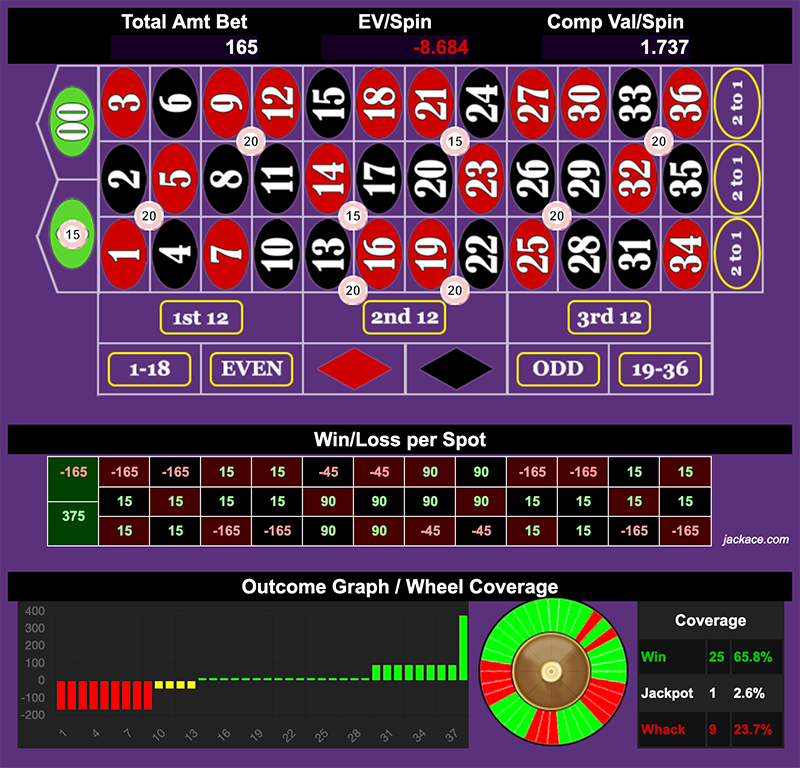 Total Amt Bet EV/Spin Comp Val/Spin
165 -8.684 1.737
00 3 6 9 12 15 18 21 24 27 30 33 36 2 to 1
20 15 20
2 5 8 11 14 17 20 23 26 29 32 35 2 to 1
20 15 20
15 1 4 7 10 13 16 19 22 25 28 31 34 2 to 1
20 20
1st 12 2nd 12 3rd 12
1-18 EVEN ODD 19-36
Win/Loss per Spot
-165 -165 -165 15 15 -45 -45 90 90 -165 -165 15 15
15 15 15 15 90 90 90 90 15 15 15 15
375 15 15 -165 -165 90 90 -45 -45 15 15 -165 -165
jackace.com
Outcome Graph / Wheel Coverage
400
300
200
100
0
-100
-200
1 4 7 10 13 16 19 22 25 28 31 34 37
Coverage
Win 25 65.8%
Jackpot 1 2.6%
Whack 9 23.7%